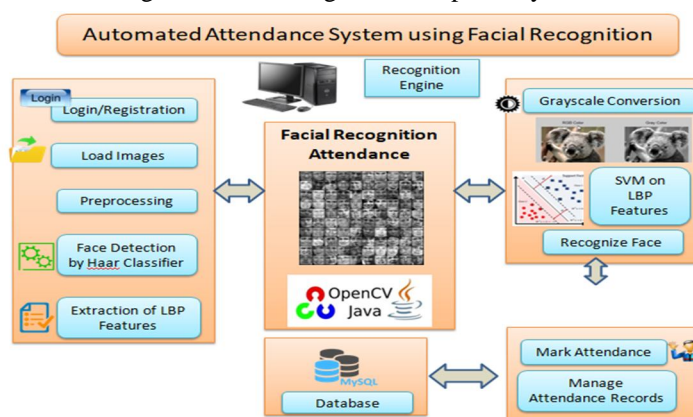 Automated Attendance System using Facial Recognition
Login
Login/Registration
Load Images
Preprocessing
Face Detection
by Haar Classifier
Extraction of LBP
Features
Recognition
Engine
Facial Recognition
Attendance
OpenCV
Java
MySQL
Database
Grayscale Conversion
SVM on
LBP
Features
Recognize Face
Mark Attendance
Manage
Attendance Records